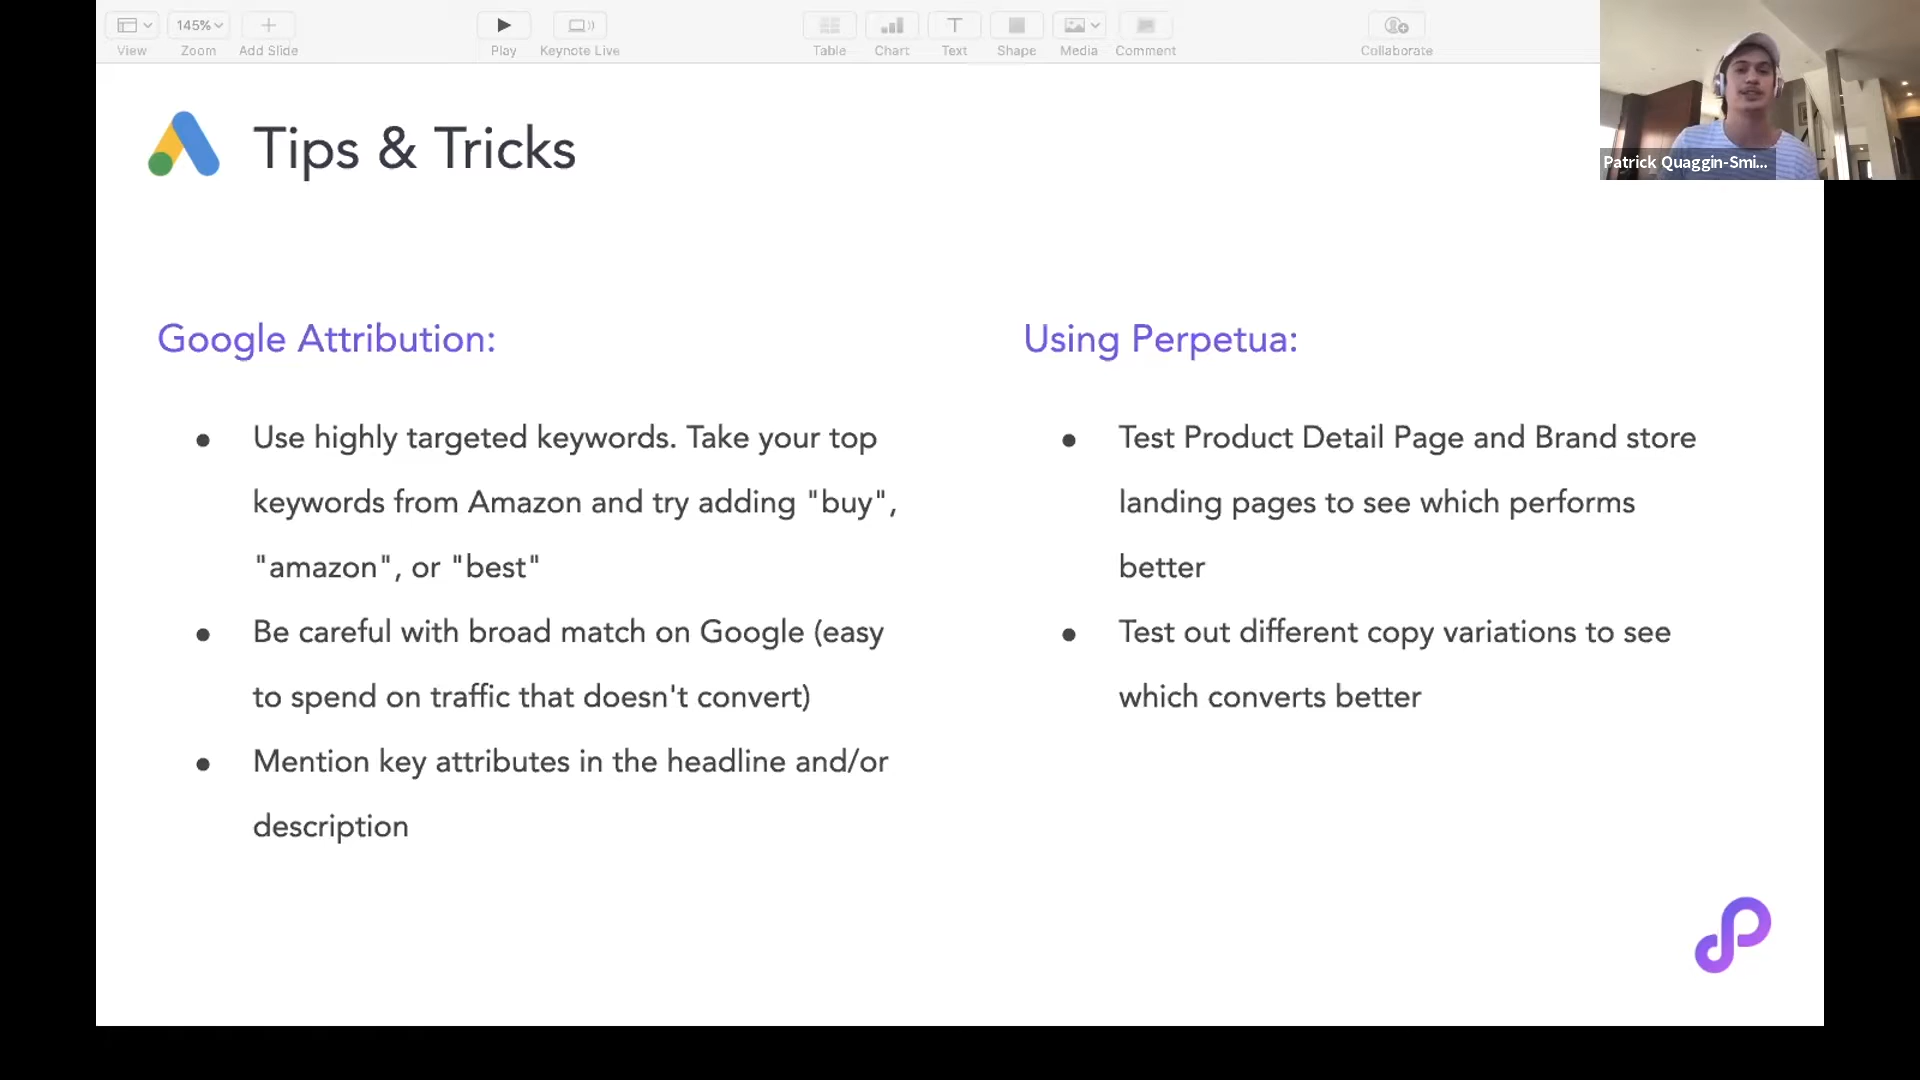 145%
View
Zoom
Add Slide
Play
Keynote Live
Table
Chart
Text
Shape
Media
Comment
Collaborate
Patrick Quaggin-Smi...
Tips & Tricks
Google Attribution:
● Use highly targeted keywords. Take your top
keywords from Amazon and try adding "buy",
"amazon", or "best"
● Be careful with broad match on Google (easy
to spend on traffic that doesn't convert)
● Mention key attributes in the headline and/or
description
Using Perpetua:
● Test Product Detail Page and Brand store
landing pages to see which performs
better
● Test out different copy variations to see
which converts better